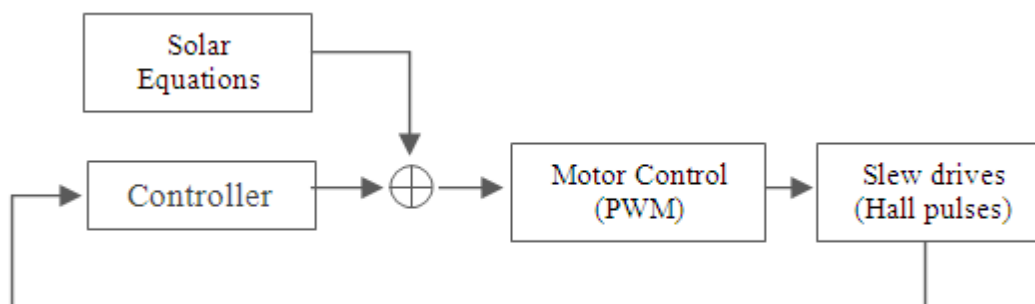 Solar
Equations
Controller
Motor Control
(PWM)
Slew drives
(Hall pulses)